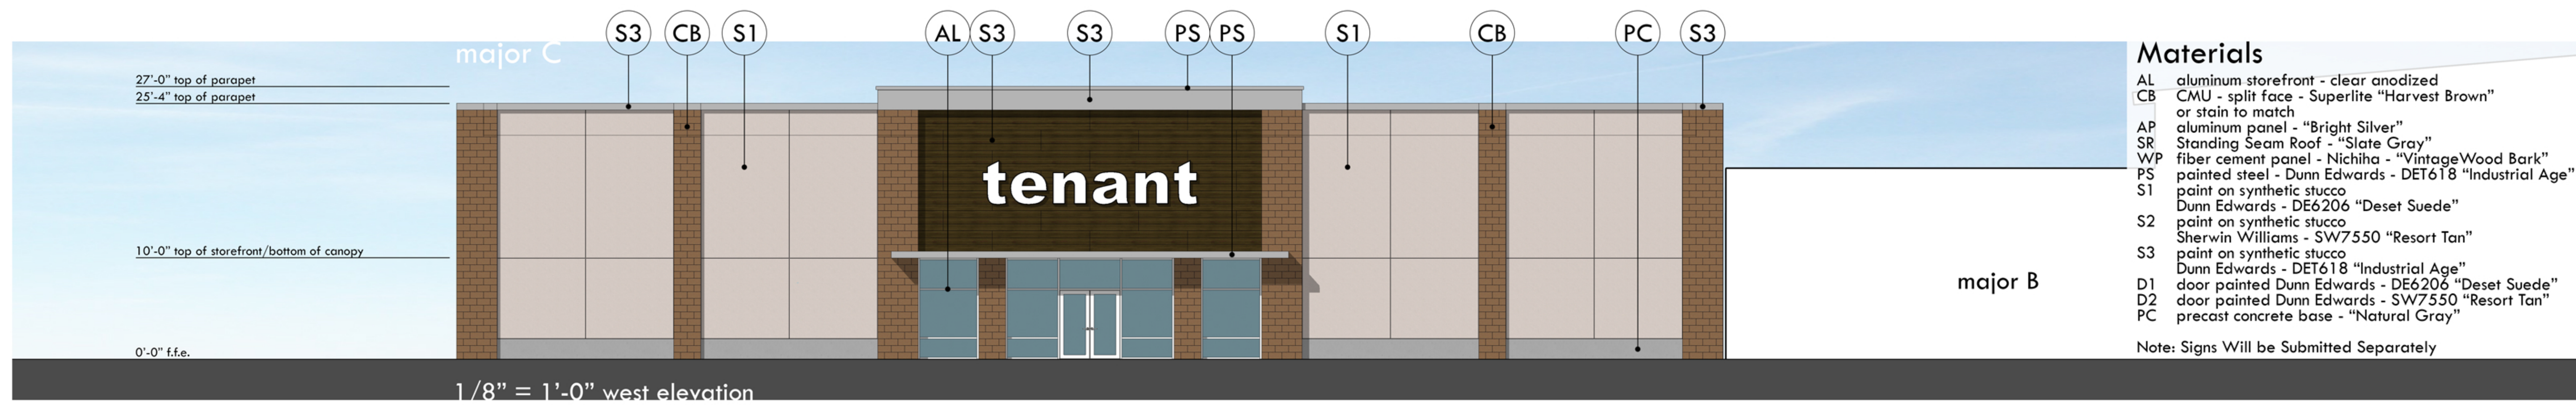 S3 CB S1 AL S3 S3 PS PS S1 CB PC S3
major C
27'-0" top of parapet
25'-4" top of parapet
10'-0" top of storefront/bottom of canopy
0'-0" f.f.e.
tenant
major B
1/8" = 1'-0" west elevation
Materials
AL aluminum storefront - clear anodized
CB CMU - split face - Superlite “Harvest Brown”
or stain to match
AP aluminum panel - “Bright Silver”
SR Standing Seam Roof - “Slate Gray”
WP fiber cement panel - Nichiha - “VintageWood Bark”
PS painted steel - Dunn Edwards - DET618 “Industrial Age”
S1 paint on synthetic stucco
Dunn Edwards - DE6206 “Deset Suede”
S2 paint on synthetic stucco
Sherwin Williams - SW7550 “Resort Tan”
S3 paint on synthetic stucco
Dunn Edwards - DET618 “Industrial Age”
D1 door painted Dunn Edwards - DE6206 “Deset Suede”
D2 door painted Dunn Edwards - SW7550 “Resort Tan”
PC precast concrete base - “Natural Gray”
Note: Signs Will be Submitted Separately